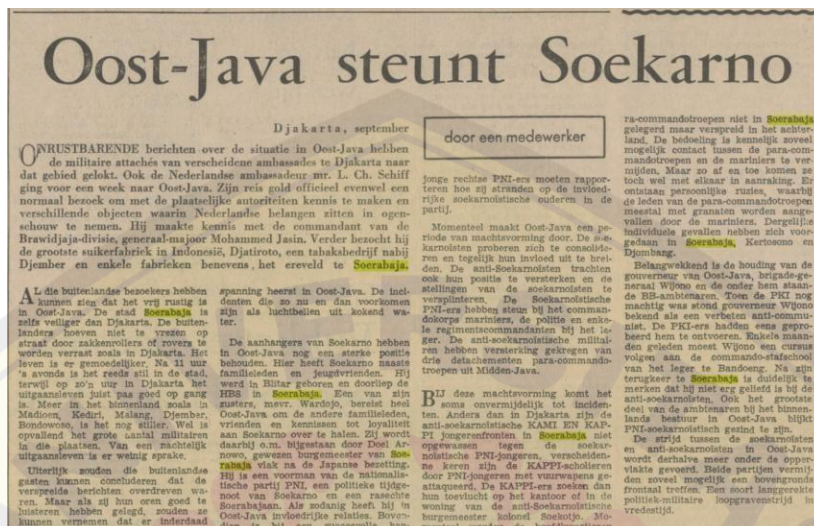 Oost-Java steunt Soekarno
Djakarta, september
ONRUSTBARENDE berichten over de situatie in Oost-Java hebben
de militaire attachés van verscheidene ambassades te Djakarta naar
dat gebied gelokt. Ook de Nederlandse ambassadeur mr. L. Ch. Schiff
ging voor een week naar Oost-Java. Zijn reis gold officieel evenwel een
normaal bezoek om met de plaatselijke autoriteiten kennis te maken en
verschillende objecten waarin Nederlandse belangen zitten in ogen-
schouw te nemen. Hij maakte kennis met de commandant van de
Brawidjaja-divisie, generaal-majoor Mohammed Jasin. Verder bezocht hij
de grootste suikerfabriek in Indonesië, Djatiroto, een tabaksbedrijf nabij
Djember en enkele fabrieken benevens het ereveld te Soerabaja.
AL die buitenlandse bezoekers hebben
kunnen zien dat het vrij rustig is
in Oost-Java. De stad Soerabaja is
zelfs veiliger dan Djakarta. De buiten-
landers hoeven niet te vrezen op
straat door zakkenrollers of rovers te
worden verrast zoals in Djakarta. Het
leven is er gemoedelijker. Na 11 uur
's avonds is het reeds stil in de stad,
terwijl op zo'n uur in Djakarta het
uitgaansleven juist pas goed op gang
is. Meer in het binnenland zoals in
Madioen, Kediri, Malang, Djember,
Bondowoso, is het nog stiller. Wel is
opvallend het grote aantal militairen
in die plaatsen. Van een nachtelijk
uitgaansleven is er weinig sprake.
Uiterlijk zouden die buitenlandse
gasten kunnen concluderen dat de
verspreide berichten overdreven wa-
ren. Maar als zij hun oren goed te
luisteren hebben gelegd, zouden ze
kunnen vernemen dat er inderdaad
spanning heerst in Oost-Java. De inci-
denten die zo nu en dan voorkomen
zijn als luchtbellen uit kokend wa-
ter.
De aanhangers van Soekarno hebben
in Oost-Java nog een sterke positie
behouden. Hier heeft Soekarno naaste
familieleden en jeugdvrienden. Hij
werd in Blitar geboren en doorliep de
HBS in Soerabaja. Een van zijn
zusters, mevr. Wardojo, bereist heel
Oost-Java om de andere familieleden,
vrienden en kennissen tot loyaliteit
aan Soekarno over te halen. Zij wordt
daarbij o.m. bijgestaan door Doel Ar-
nowo, gewezen burgemeester van Soe-
rabaja vlak na de Japanse bezetting.
Hij is een voorman van de nationalis-
tische partij PNI, een politieke tijdge-
noot van Soekarno en een rasechte
Soerabajaan. Als zodanig heeft hij in
Oost-Java invloedrijke relaties. Bovn-
door een medewerker
jonge rechtse PNI-ers moeten rappor-
teren hoe zij stranden op de invloed-
rijke soekarnoïstische ouderen in de
partij.
Momenteel maakt Oost-Java een pe-
riode van machtsvorming door. De soe-
karnoïsten proberen zich te consolide-
ren en tegelijk hun invloed uit te brei-
den. De anti-Soekarnoïsten trachten
ook hun positie te versterken en de
stellingen van de soekarnoïsten te
versplinteren. De Soekarnoïstische
PNI-ers hebben steun bij het comman-
dokorps mariniers, de politie en enke-
le regimentscommandanten bij het le-
ger. De anti-soekarnoïstische militai-
ren hebben versterking gekregen van
drie detachementen para-commando-
troepen uit Midden-Java.
BIJ deze machtsvorming komt het
soms onvermijdelijk tot inciden-
ten. Anders dan in Djakarta zijn de
anti-soekarnoïstische KAMI EN KAP-
PI jongerenfronten in Soerabaja niet
opgewassen tegen de soekar-
noïstische PNI-jongeren, verscheide-
ne keren zijn de KAPPI-scholieren
door PNI-jongeren met vuurwapens ge-
attaqueerd. De KAPPI-ers zoeken dan
hun toevlucht op het kantoor of in de
woning van de anti-Soekarnoïstische
burgemeester kolonel Soekotjo. Mo-
ra-commandotroepen niet in Soerabaja
gelegerd maar verspreid in het achter-
land. De bedoeling is kennelijk zoveel
mogelijk contact tussen de para-com-
mandotroepen en de mariniers te ver-
mijden. Maar zo af en toe komen ze
toch wel met elkaar in aanraking. Er
ontstaan persoonlijke ruzies, waarbij
de leden van de para-commandotroepen
meestal met granaten worden aange-
vallen door de mariniers. Dergelijke
individuele gevallen hebben zich voor-
gedaan in Soerabaja, Kertosono en
Djombang.
Belangwekkend is de houding van de
gouverneur van Oost-Java, brigade-ge-
neraal Wijono en de onder hem staan-
de BB-ambtenaren. Toen de PKI nog
machtig was stond gouverneur Wijono
bekend als een verbeten anti-commu-
nist. De PKI-ers hadden eens gepro-
beerd hem te ontvoeren. Enkele maan-
den geleden moest Wijono een cursus
volgen aan de commando-stafschool
van het leger te Bandoeng. Na zijn
terugkeer te Soerabaja is duidelijk te
merken dat hij niet erg geliefd is bij de
anti-soekarnoïsten. Ook het grootste
deel van de ambtenaren bij het binnen-
lands bestuur in Oost-Java blijkt
PNI-soekarnoïstisch gezind te zijn.
De strijd tussen de soekarnoïsten
en anti-soekarnoïsten in Oost-Java
wordt derhalve meer onder de opper-
vlakte gevoerd. Beide partijen vermij-
den zoveel mogelijk een bovengronds
frontaal treffen. Een soort langgerekte
politiek-militaire loopgravenstrijd in
vredestijd.